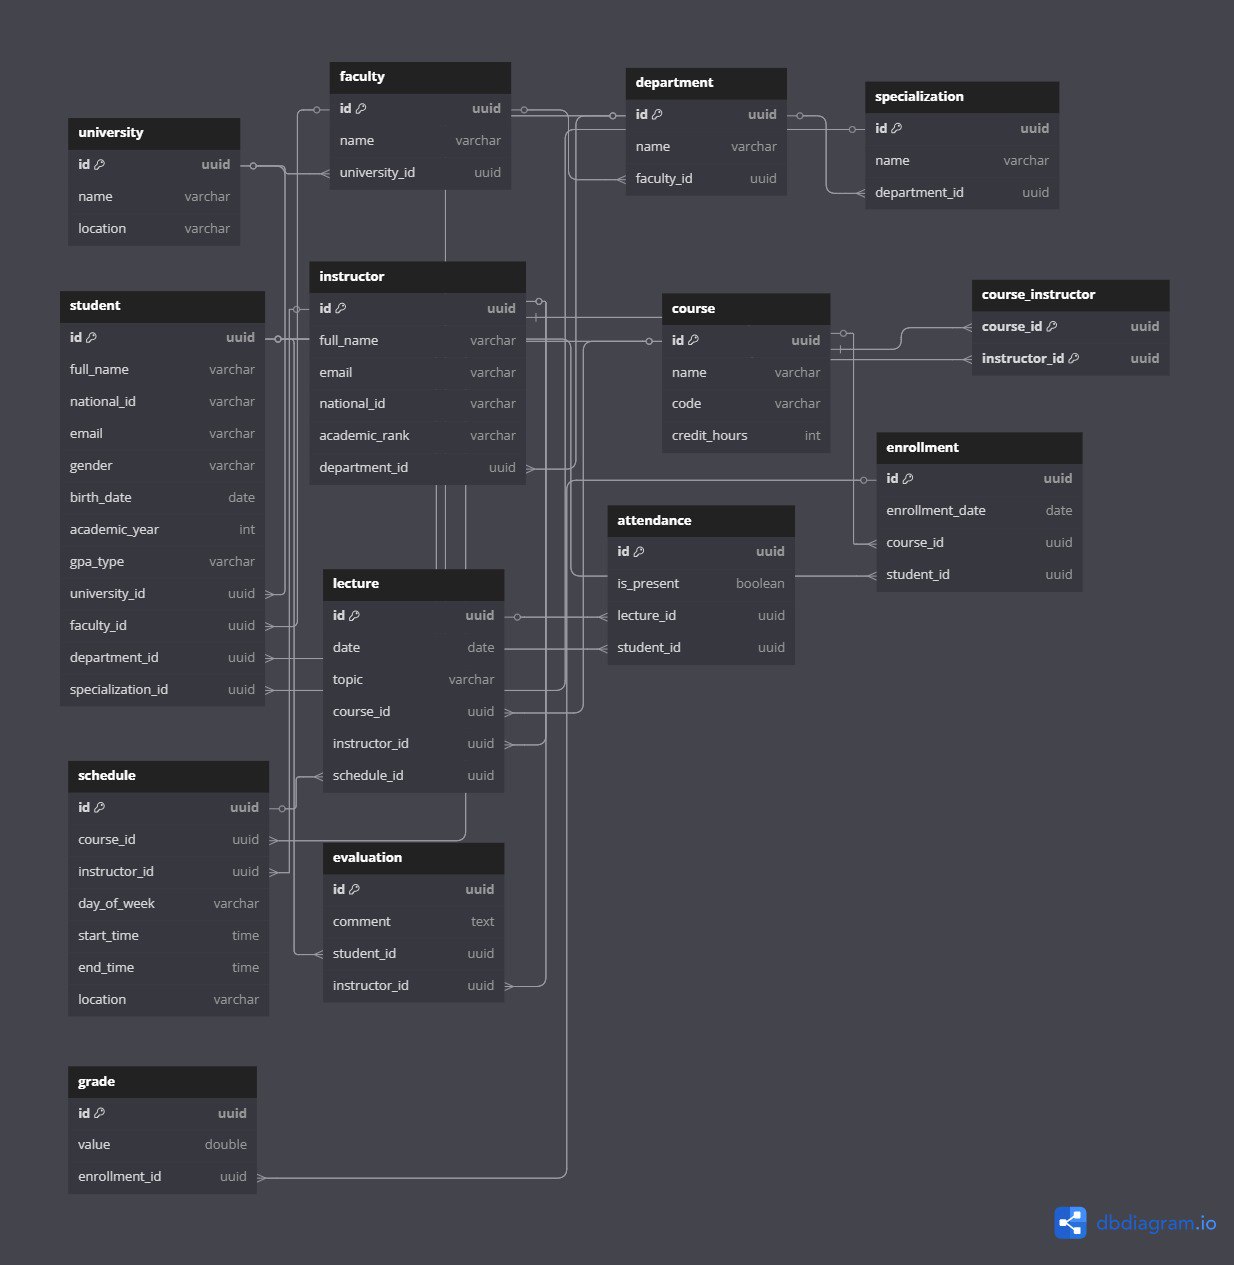 university
id uuid
name varchar
location varchar
faculty
id uuid
name varchar
university_id uuid
department
id uuid
name varchar
faculty_id uuid
specialization
id uuid
name varchar
department_id uuid
student
id uuid
full_name varchar
national_id varchar
email varchar
gender varchar
birth_date date
academic_year int
gpa_type varchar
university_id uuid
faculty_id uuid
department_id uuid
specialization_id uuid
instructor
id uuid
full_name varchar
email varchar
national_id varchar
academic_rank varchar
department_id uuid
course
id uuid
name varchar
code varchar
credit_hours int
course_instructor
course_id uuid
instructor_id uuid
enrollment
id uuid
enrollment_date date
course_id uuid
student_id uuid
attendance
id uuid
is_present boolean
lecture_id uuid
student_id uuid
lecture
id uuid
date date
topic varchar
course_id uuid
instructor_id uuid
schedule_id uuid
schedule
id uuid
course_id uuid
instructor_id uuid
day_of_week varchar
start_time time
end_time time
location varchar
evaluation
id uuid
comment text
student_id uuid
instructor_id uuid
grade
id uuid
value double
enrollment_id uuid
dbdiagram.io